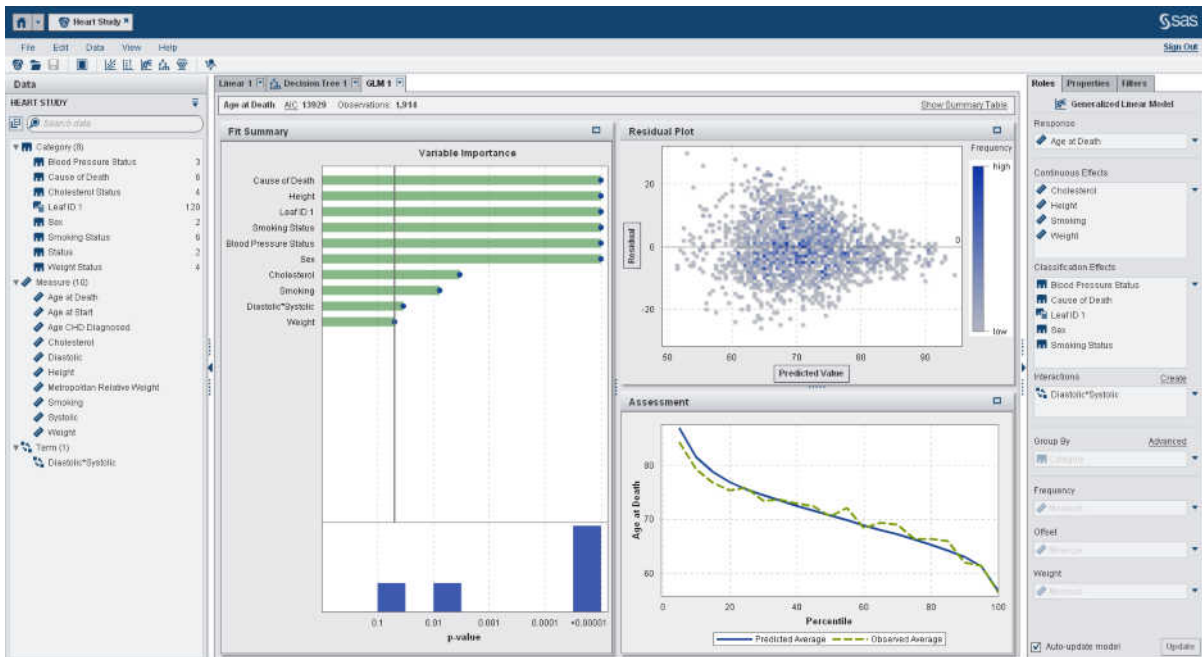 Heart Study
sas
File Edit Data View Help
Sign Out
Data
HEART STUDY
Search data
Category (8)
Blood Pressure Status 3
Cause of Death 6
Cholesterol Status 4
Leaf ID 1 120
Sex 2
Smoking Status 6
Status 2
Weight Status 4
Measure (10)
Age at Death
Age at Start
Age CHD Diagnosed
Cholesterol
Diastolic
Height
Metropolitan Relative Weight
Smoking
Systolic
Weight
Term (1)
Diastolic*Systolic
Linear 1 Decision Tree 1 GLM 1
Age at Death AIC 13929 Observations: 1,914
Show Summary Table
Fit Summary
Variable Importance
Cause of Death
Height
Leaf ID 1
Smoking Status
Blood Pressure Status
Sex
Cholesterol
Smoking
Diastolic*Systolic
Weight
0.1 0.01 0.001 0.0001 <0.00001
p-value
Residual Plot
Frequency
high
low
20
0
-20
0
Residual
50 60 70 80 90
Predicted Value
Assessment
80
70
60
Age at Death
0 20 40 60 80 100
Percentile
Predicted Average Observed Average
Roles Properties Filters
Generalized Linear Model
Response
Age at Death
Continuous Effects
Cholesterol
Height
Smoking
Weight
Classification Effects
Blood Pressure Status
Cause of Death
Leaf ID 1
Sex
Smoking Status
Interactions Create
Diastolic*Systolic
Group By Advanced
Category
Frequency
Measure
Offset
Measure
Weight
Measure
Auto-update model Update